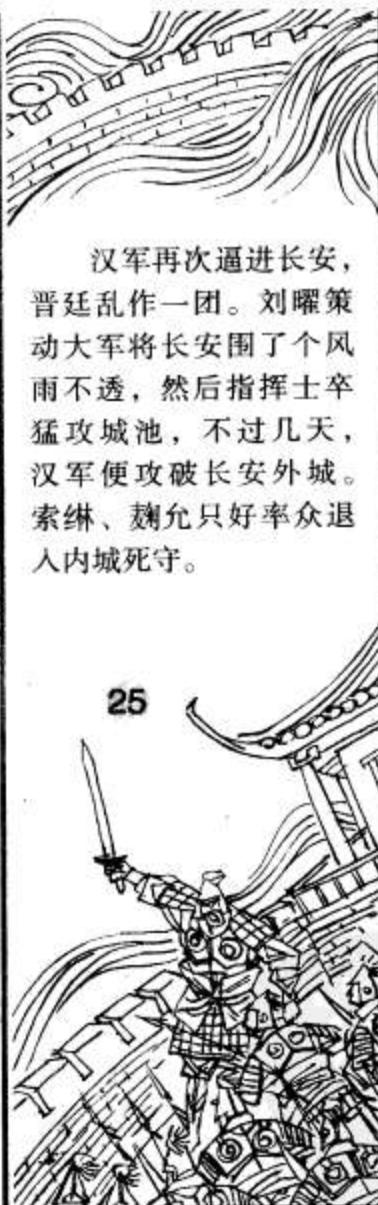 汉军再次逼进长安，
晋廷乱作一团。刘曜策
动大军将长安围了个风
雨不透，然后指挥士卒
猛攻城池，不过几天，
汉军便攻破长安外城。
索綝、麹允只好率众退
入内城死守。
25